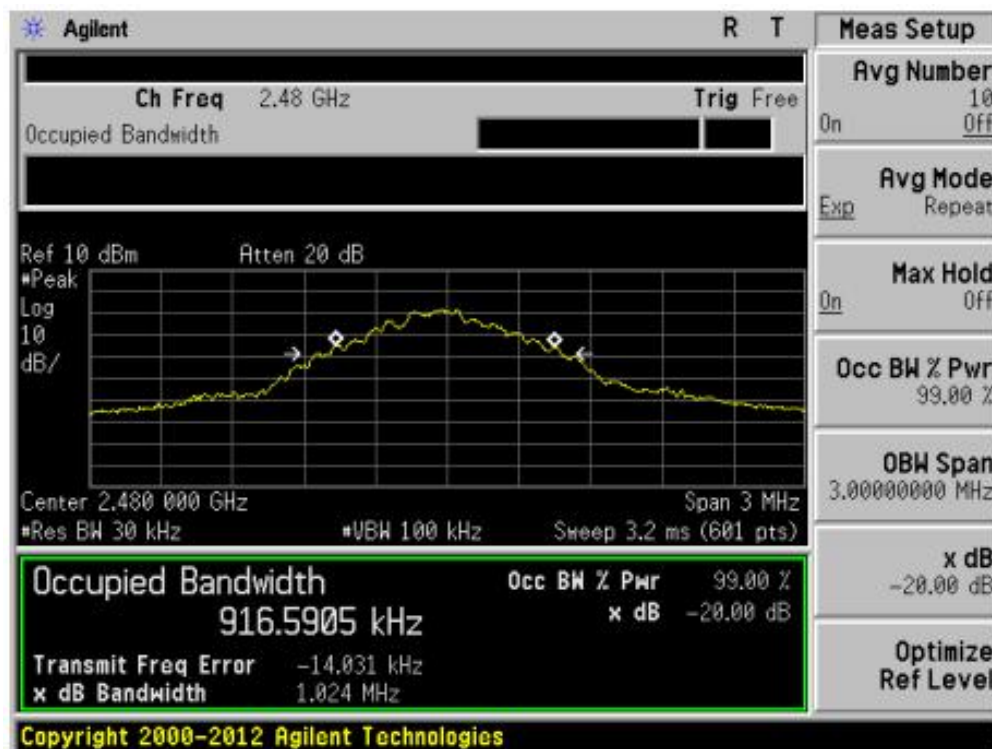 Agilent R T
Ch Freq 2.48 GHz Trig Free
Occupied Bandwidth
Ref 10 dBm Atten 20 dB
#Peak
Log
10
dB/
Center 2.480 000 GHz Span 3 MHz
#Res BW 30 kHz #VBW 100 kHz Sweep 3.2 ms (601 pts)
Occupied Bandwidth Occ BW % Pwr 99.00 %
916.5905 kHz x dB -20.00 dB
Transmit Freq Error -14.031 kHz
x dB Bandwidth 1.024 MHz
Copyright 2000-2012 Agilent Technologies
Meas Setup
Avg Number
10
On Off
Avg Mode
Exp Repeat
Max Hold
On Off
Occ BW % Pwr
99.00 %
OBW Span
3.00000000 MHz
x dB
-20.00 dB
Optimize
Ref Level